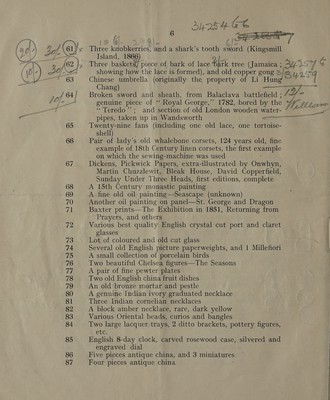 6
342466
20/- 30/- 61 × Three knobkerries, and a shark's tooth sword (Kingsmill
Island, 1866)
10/- 30/- 62 × Three baskets, piece of bark of lace bark tree (Jamaica;
showing how the lace is formed), and old copper gong
34259
63 Chinese umbrella (originally the property of Li Hung
Chang)
10/- 64 Broken sword and sheath, from Balaclava battlefield; 12/-
genuine piece of "Royal George," 1782, bored by the
"Teredo"; and section of old London wooden water-
pipes, taken up in Wandsworth
65 Twenty-nine fans (including one old lace, one tortoise-
shell)
66 Pair of lady's old whalebone corsets, 124 years old, fine
example of 18th Century linen corsets, the first example
on which the sewing-machine was used
67 Dickens, Pickwick Papers, extra-illustrated by Onwhyn,
Martin Chuzzlewit, Bleak House, David Copperfield,
Sunday Under Three Heads, first editions, complete
68 A 15th Century monastic painting
69 A fine old oil painting—Seascape (unknown)
70 Another oil painting on panel—St. George and Dragon
71 Baxter prints—The Exhibition in 1851, Returning from
Prayers, and others
72 Various best quality English crystal cut port and claret
glasses
73 Lot of coloured and old cut glass
74 Several old English picture paperweights, and 1 Millefiori
75 A small collection of porcelain birds
76 Two beautiful Chelsea figures—The Seasons
77 A pair of fine pewter plates
78 Two old English china fruit dishes
79 An old bronze mortar and pestle
80 A genuine Indian ivory graduated necklace
81 Three Indian cornelian necklaces
82 A block amber necklace, rare, dark yellow
83 Various Oriental beads, curios and bangles
84 Two large lacquer trays, 2 ditto brackets, pottery figures,
etc.
85 English 8-day clock, carved rosewood case, silvered and
engraved dial
86 Five pieces antique china, and 3 miniatures
87 Four pieces antique china